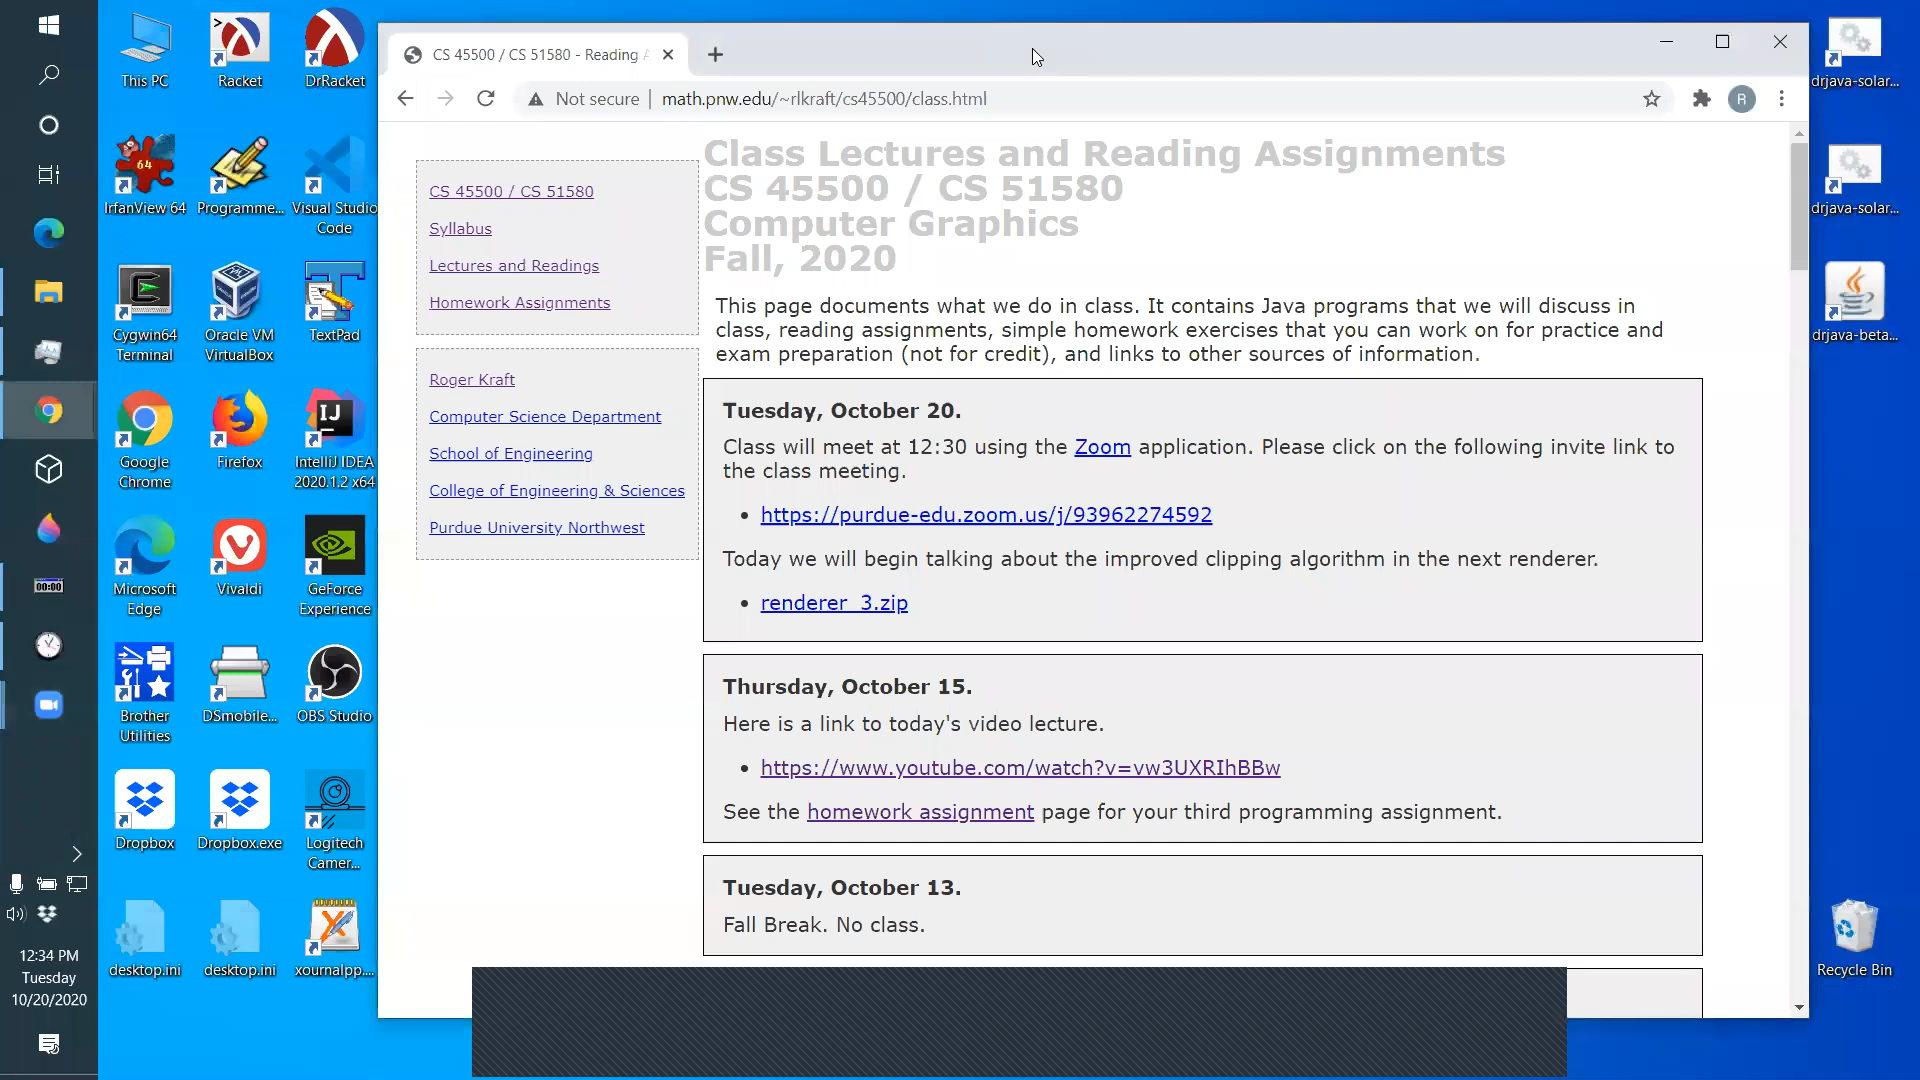 This PC
Racket
DrRacket
64
IrfanView 64
Programme...
Visual Studio
Code
Cygwin64
Terminal
Oracle VM
VirtualBox
TextPad
Google
Chrome
Firefox
IJ
IntelliJ IDEA
2020.1.2 x64
Microsoft
Edge
Vivaldi
GeForce
Experience
Brother
Utilities
DSmobile...
OBS Studio
Dropbox
Dropbox.exe
Logitech
Camer...
desktop.ini
desktop.ini
xournalpp....
00:00
12:34 PM
Tuesday
10/20/2020
CS 45500 / CS 51580 - Reading A
Not secure
math.pnw.edu/~rlkraft/cs45500/class.html
R
CS 45500 / CS 51580
Syllabus
Lectures and Readings
Homework Assignments
Roger Kraft
Computer Science Department
School of Engineering
College of Engineering & Sciences
Purdue University Northwest
Class Lectures and Reading Assignments
CS 45500 / CS 51580
Computer Graphics
Fall, 2020
This page documents what we do in class. It contains Java programs that we will discuss in
class, reading assignments, simple homework exercises that you can work on for practice and
exam preparation (not for credit), and links to other sources of information.
Tuesday, October 20.
Class will meet at 12:30 using the Zoom application. Please click on the following invite link to
the class meeting.
• https://purdue-edu.zoom.us/j/93962274592
Today we will begin talking about the improved clipping algorithm in the next renderer.
• renderer_3.zip
Thursday, October 15.
Here is a link to today's video lecture.
• https://www.youtube.com/watch?v=vw3UXRIhBBw
See the homework assignment page for your third programming assignment.
Tuesday, October 13.
Fall Break. No class.
drjava-solar...
drjava-solar...
drjava-beta...
Recycle Bin